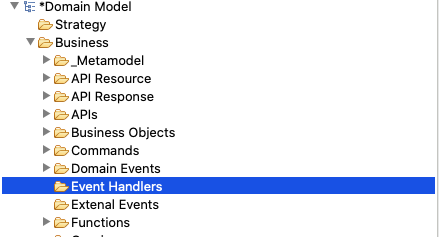 *Domain Model
Strategy
Business
_Metamodel
API Resource
API Response
APIs
Business Objects
Commands
Domain Events
Event Handlers
Extenal Events
Functions